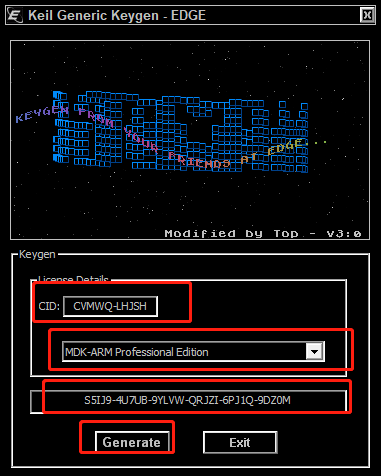 Keil Generic Keygen - EDGE
KEYGEN FROM YOUR FRIENDS AT EDGE...
Modified by Top - v3.0
Keygen
License Details
CID: CVMWQ-LHJSH
MDK-ARM Professional Edition
S5IJ9-4U7UB-9YLVW-QRJZI-6PJ1Q-9DZ0M
Generate Exit